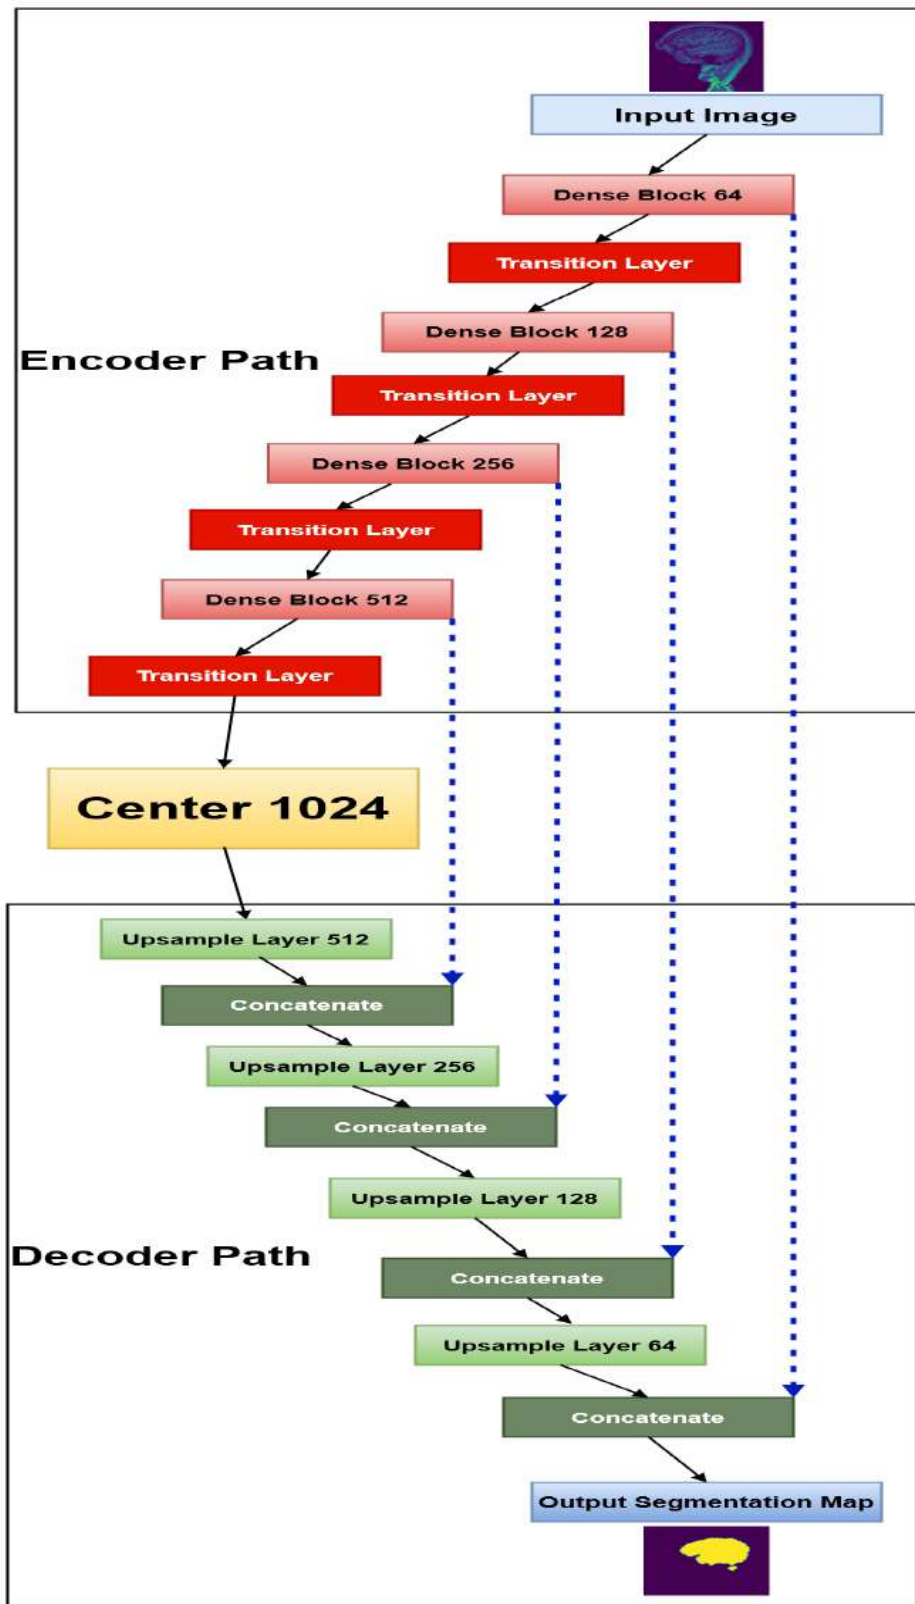 Input Image
Dense Block 64
Transition Layer
Dense Block 128
Encoder Path
Transition Layer
Dense Block 256
Transition Layer
Dense Block 512
Transition Layer
Center 1024
Upsample Layer 512
Concatenate
Upsample Layer 256
Concatenate
Upsample Layer 128
Decoder Path
Concatenate
Upsample Layer 64
Concatenate
Output Segmentation Map